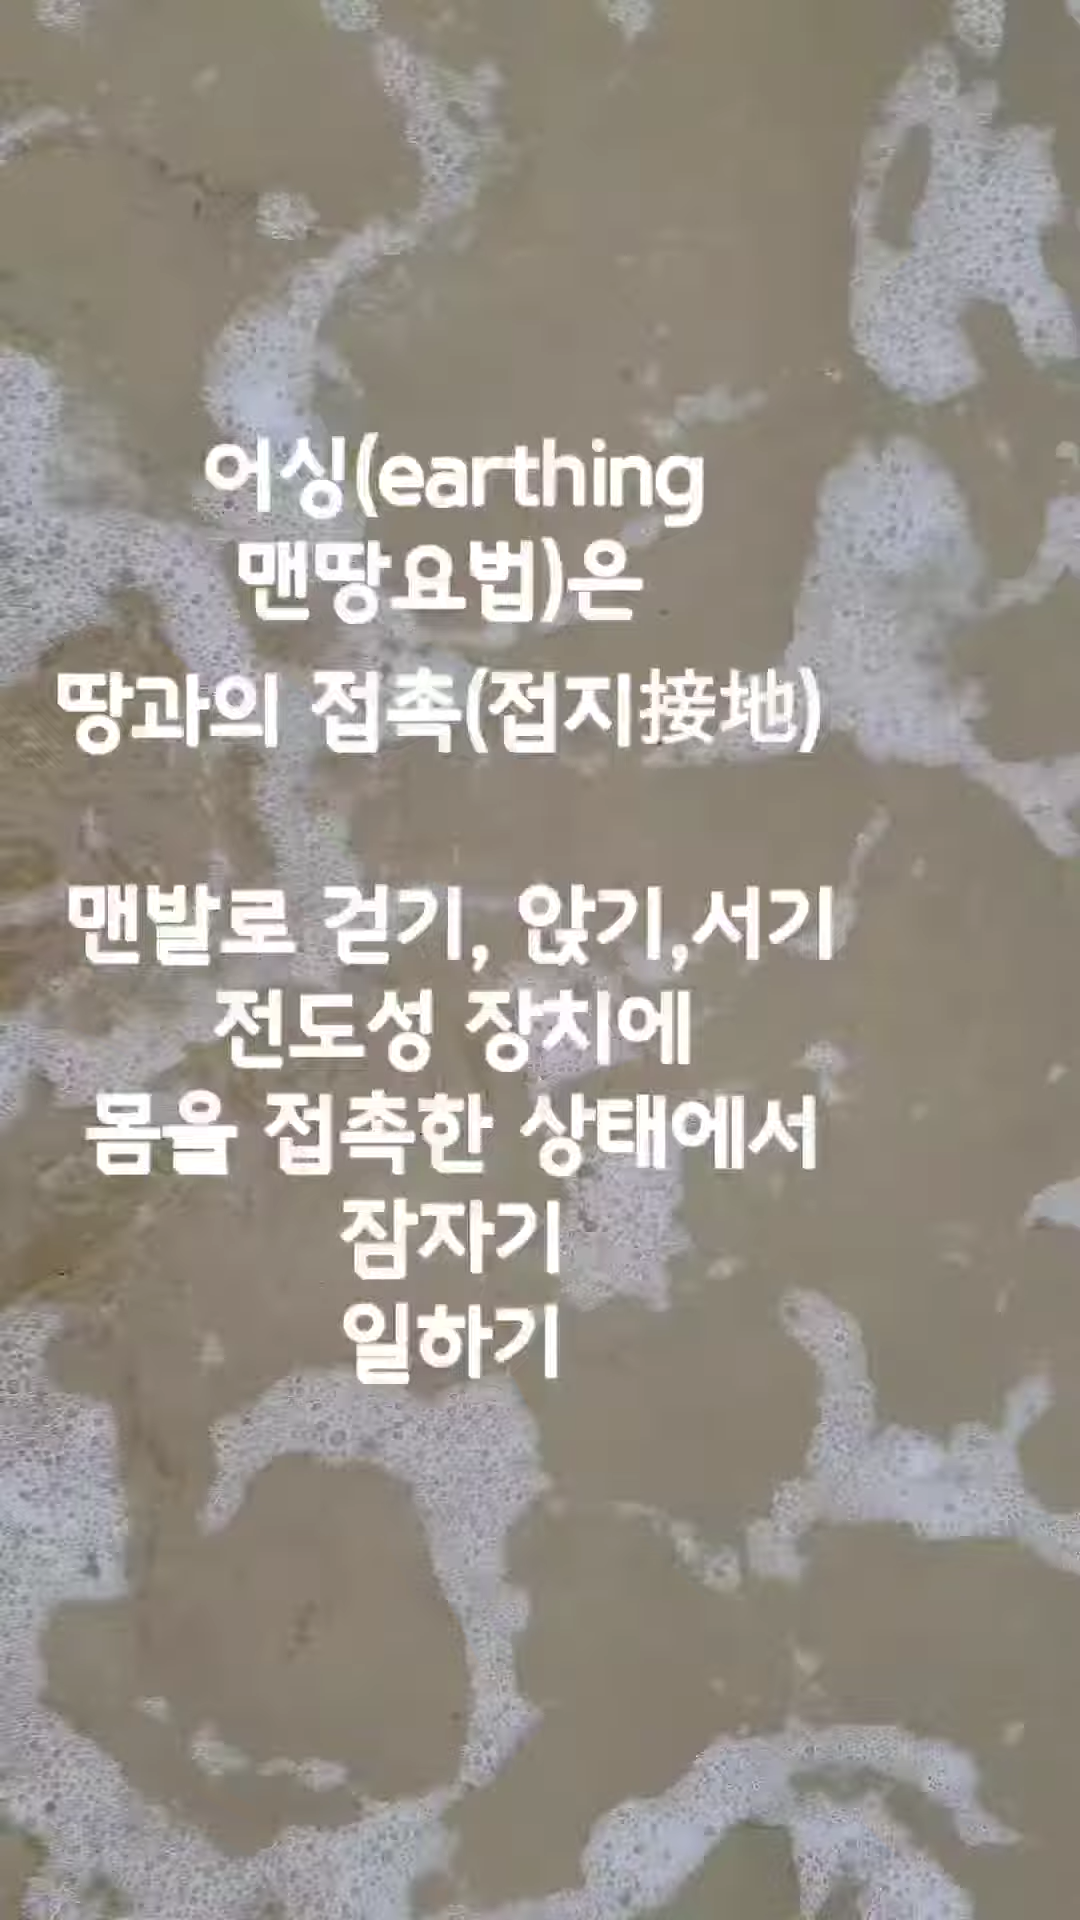 어싱(earthing
맨땅요법)은
땅과의 접촉(접지接地)
맨발로 걷기, 앉기,서기
전도성 장치에
몸을 접촉한 상태에서
잠자기
일하기